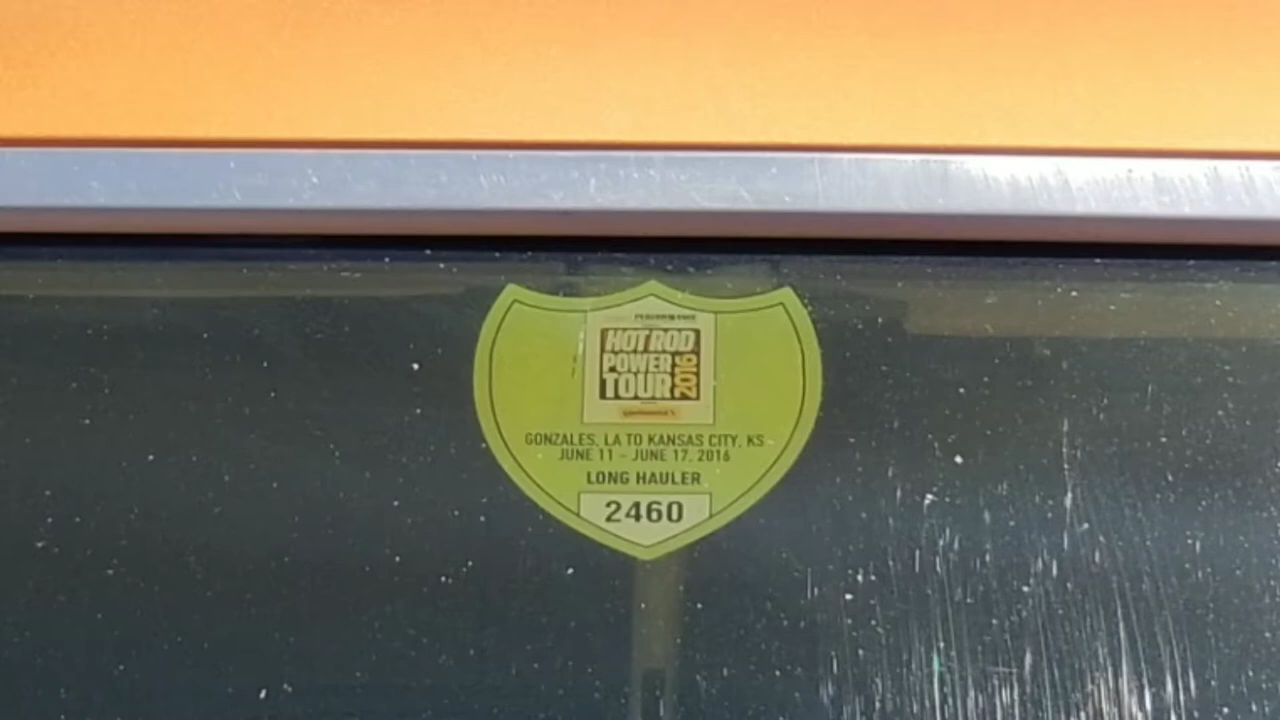 HOT ROD
POWER
TOUR
2016
GONZALES, LA TO KANSAS CITY, KS
JUNE 11 - JUNE 17, 2016
LONG HAULER
2460